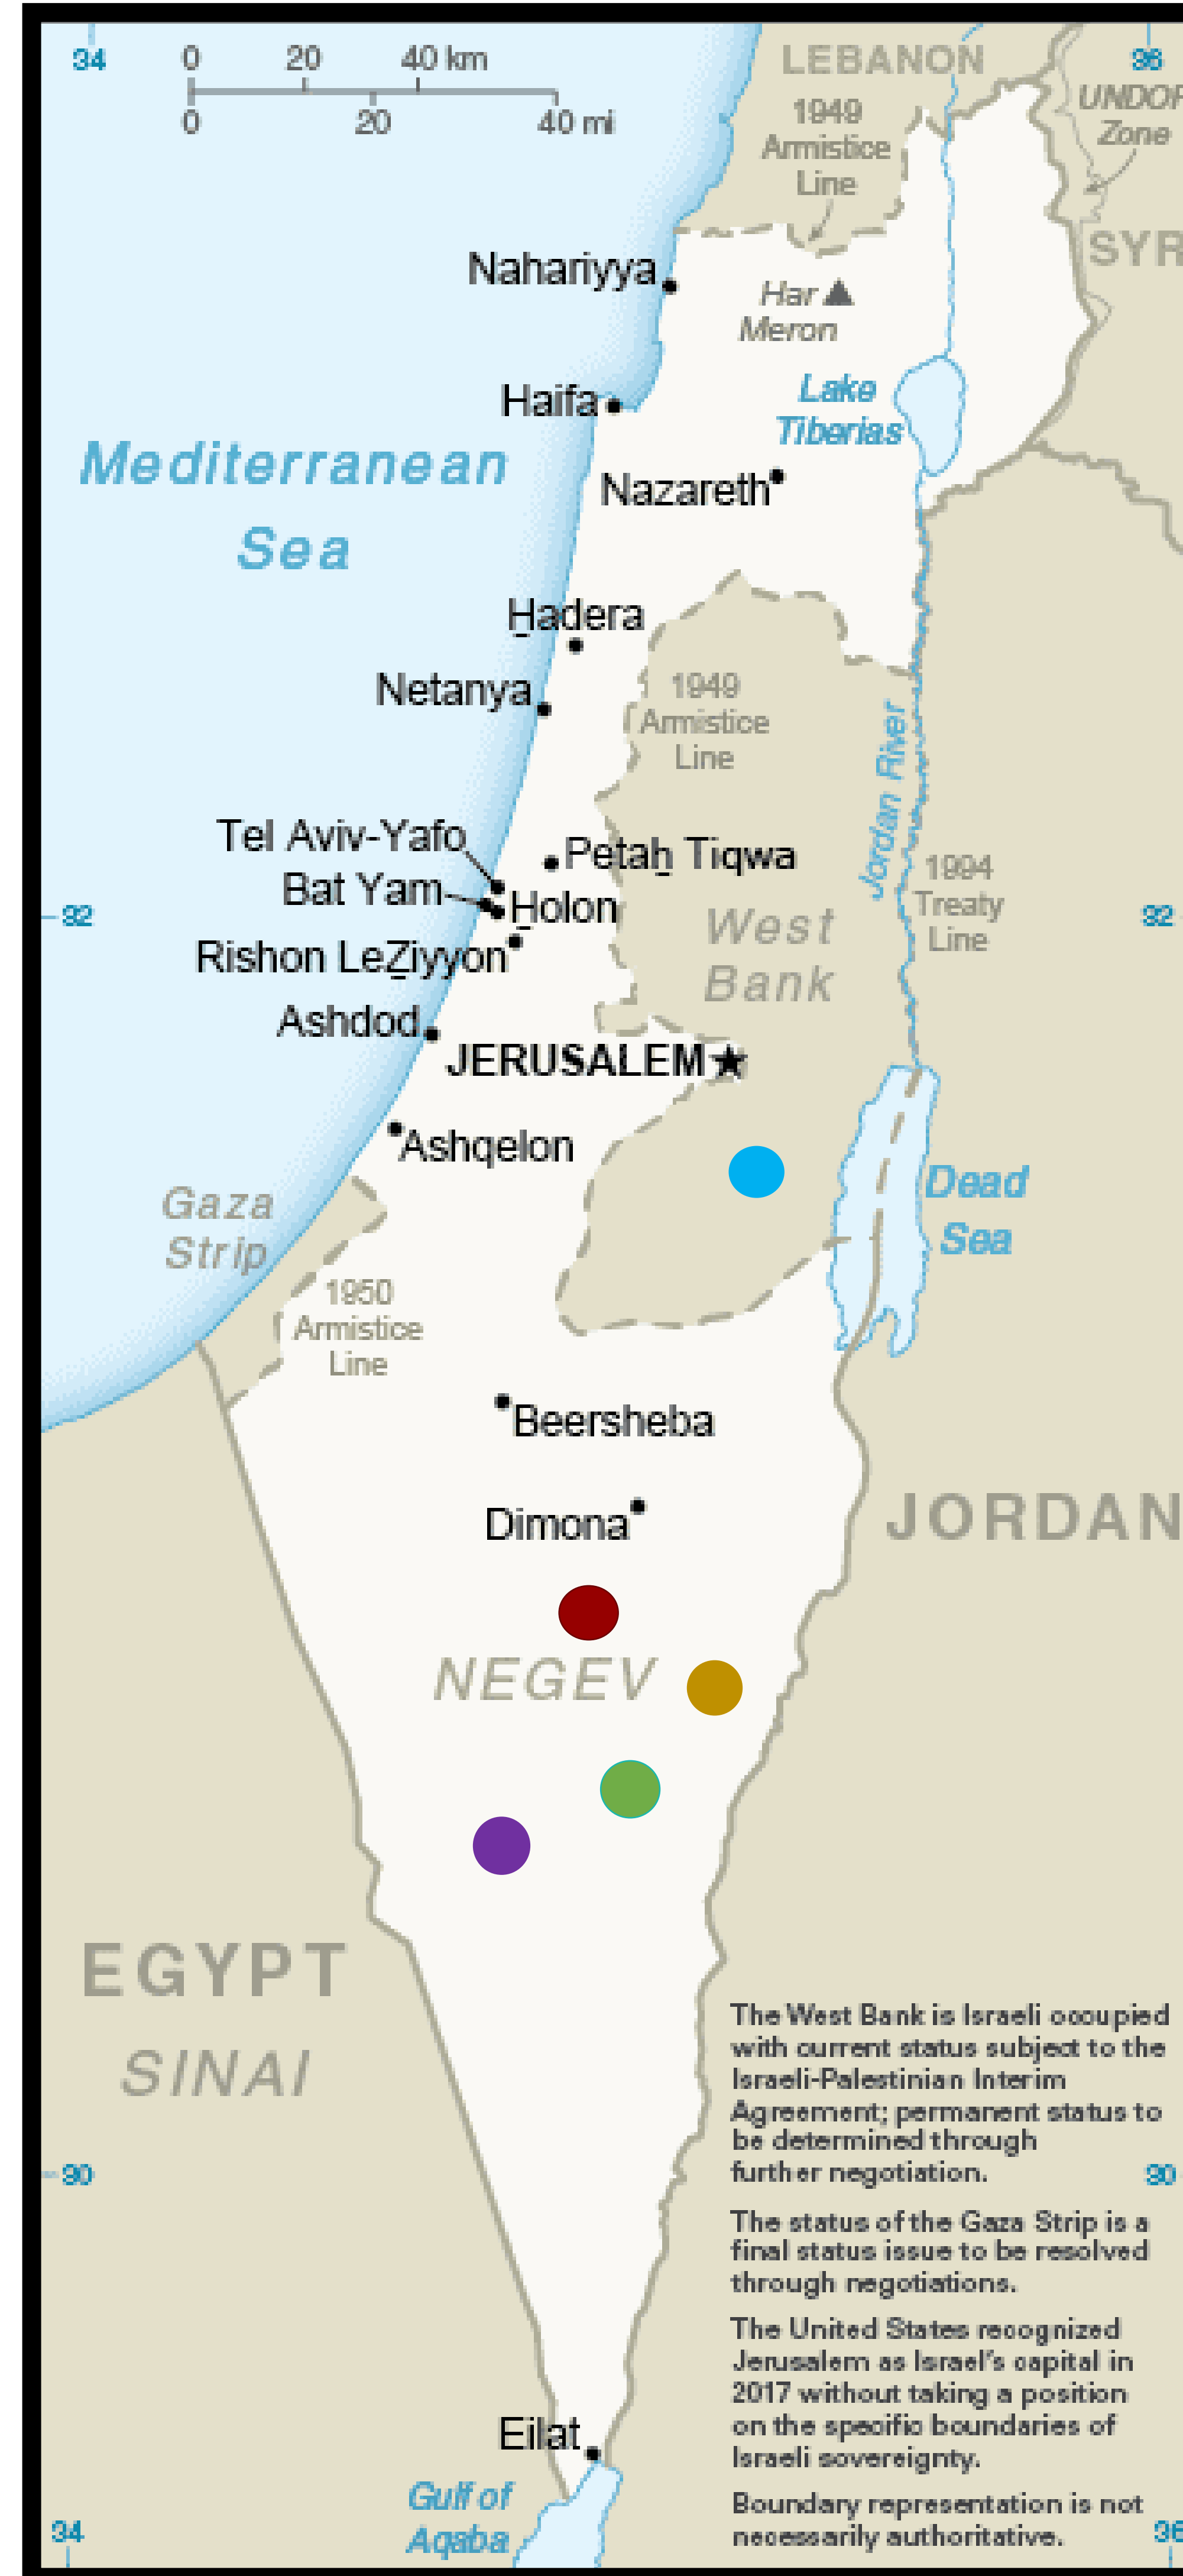 34
0 20 40 km
0 20 40 mi
LEBANON
36
1949
Armistice
Line
UNDOF
Zone
SYR
Nahariyya
Har
Meron
Haifa
Lake
Tiberias
Mediterranean
Sea
Nazareth
H̱adera
Netanya
1949
Armistice
Line
Jordan River
Tel Aviv-Yafo
Petaẖ Tiqwa
Bat Yam
H̱olon
1994
Treaty
Line
32
32
West
Bank
Rishon LeẔiyyon
Ashdod
JERUSALEM
Ashqelon
Gaza
Strip
Dead
Sea
1950
Armistice
Line
Beersheba
Dimona
JORDAN
NEGEV
EGYPT
SINAI
The West Bank is Israeli occupied
with current status subject to the
Israeli-Palestinian Interim
Agreement; permanent status to
be determined through
further negotiation.
30
30
The status of the Gaza Strip is a
final status issue to be resolved
through negotiations.
The United States recognized
Jerusalem as Israel's capital in
2017 without taking a position
on the specific boundaries of
Israeli sovereignty.
Eilat
Gulf of
Aqaba
Boundary representation is not
necessarily authoritative.
34
36